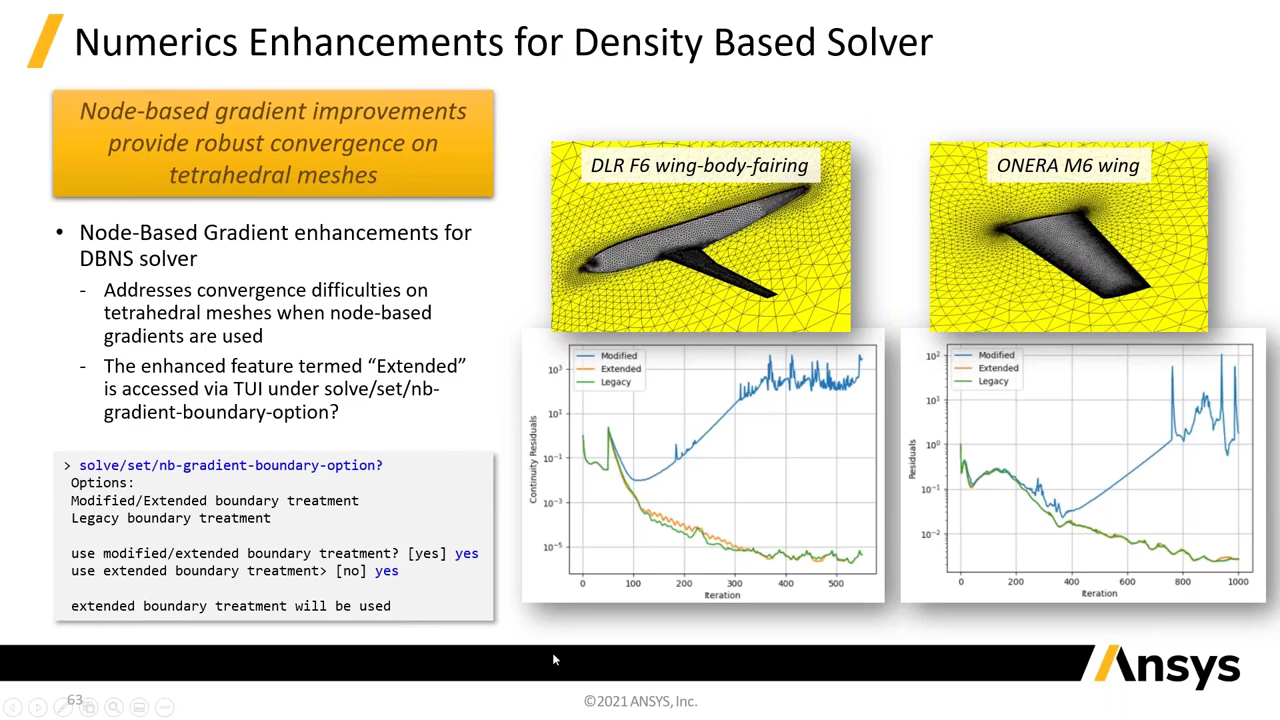 Numerics Enhancements for Density Based Solver
Node-based gradient improvements
provide robust convergence on
tetrahedral meshes
• Node-Based Gradient enhancements for
DBNS solver
- Addresses convergence difficulties on
tetrahedral meshes when node-based
gradients are used
- The enhanced feature termed “Extended”
is accessed via TUI under solve/set/nb-
gradient-boundary-option?
> solve/set/nb-gradient-boundary-option?
Options:
Modified/Extended boundary treatment
Legacy boundary treatment
use modified/extended boundary treatment? [yes] yes
use extended boundary treatment> [no] yes
extended boundary treatment will be used
DLR F6 wing-body-fairing
Modified
Extended
Legacy
10³
10¹
10⁻¹
10⁻³
10⁻⁵
Continuity Residuals
0 100 200 300 400 500
Iteration
ONERA M6 wing
Modified
Extended
Legacy
10²
10¹
10⁰
10⁻¹
10⁻²
Residuals
0 200 400 600 800 1000
Iteration
Ansys
63
©2021 ANSYS, Inc.